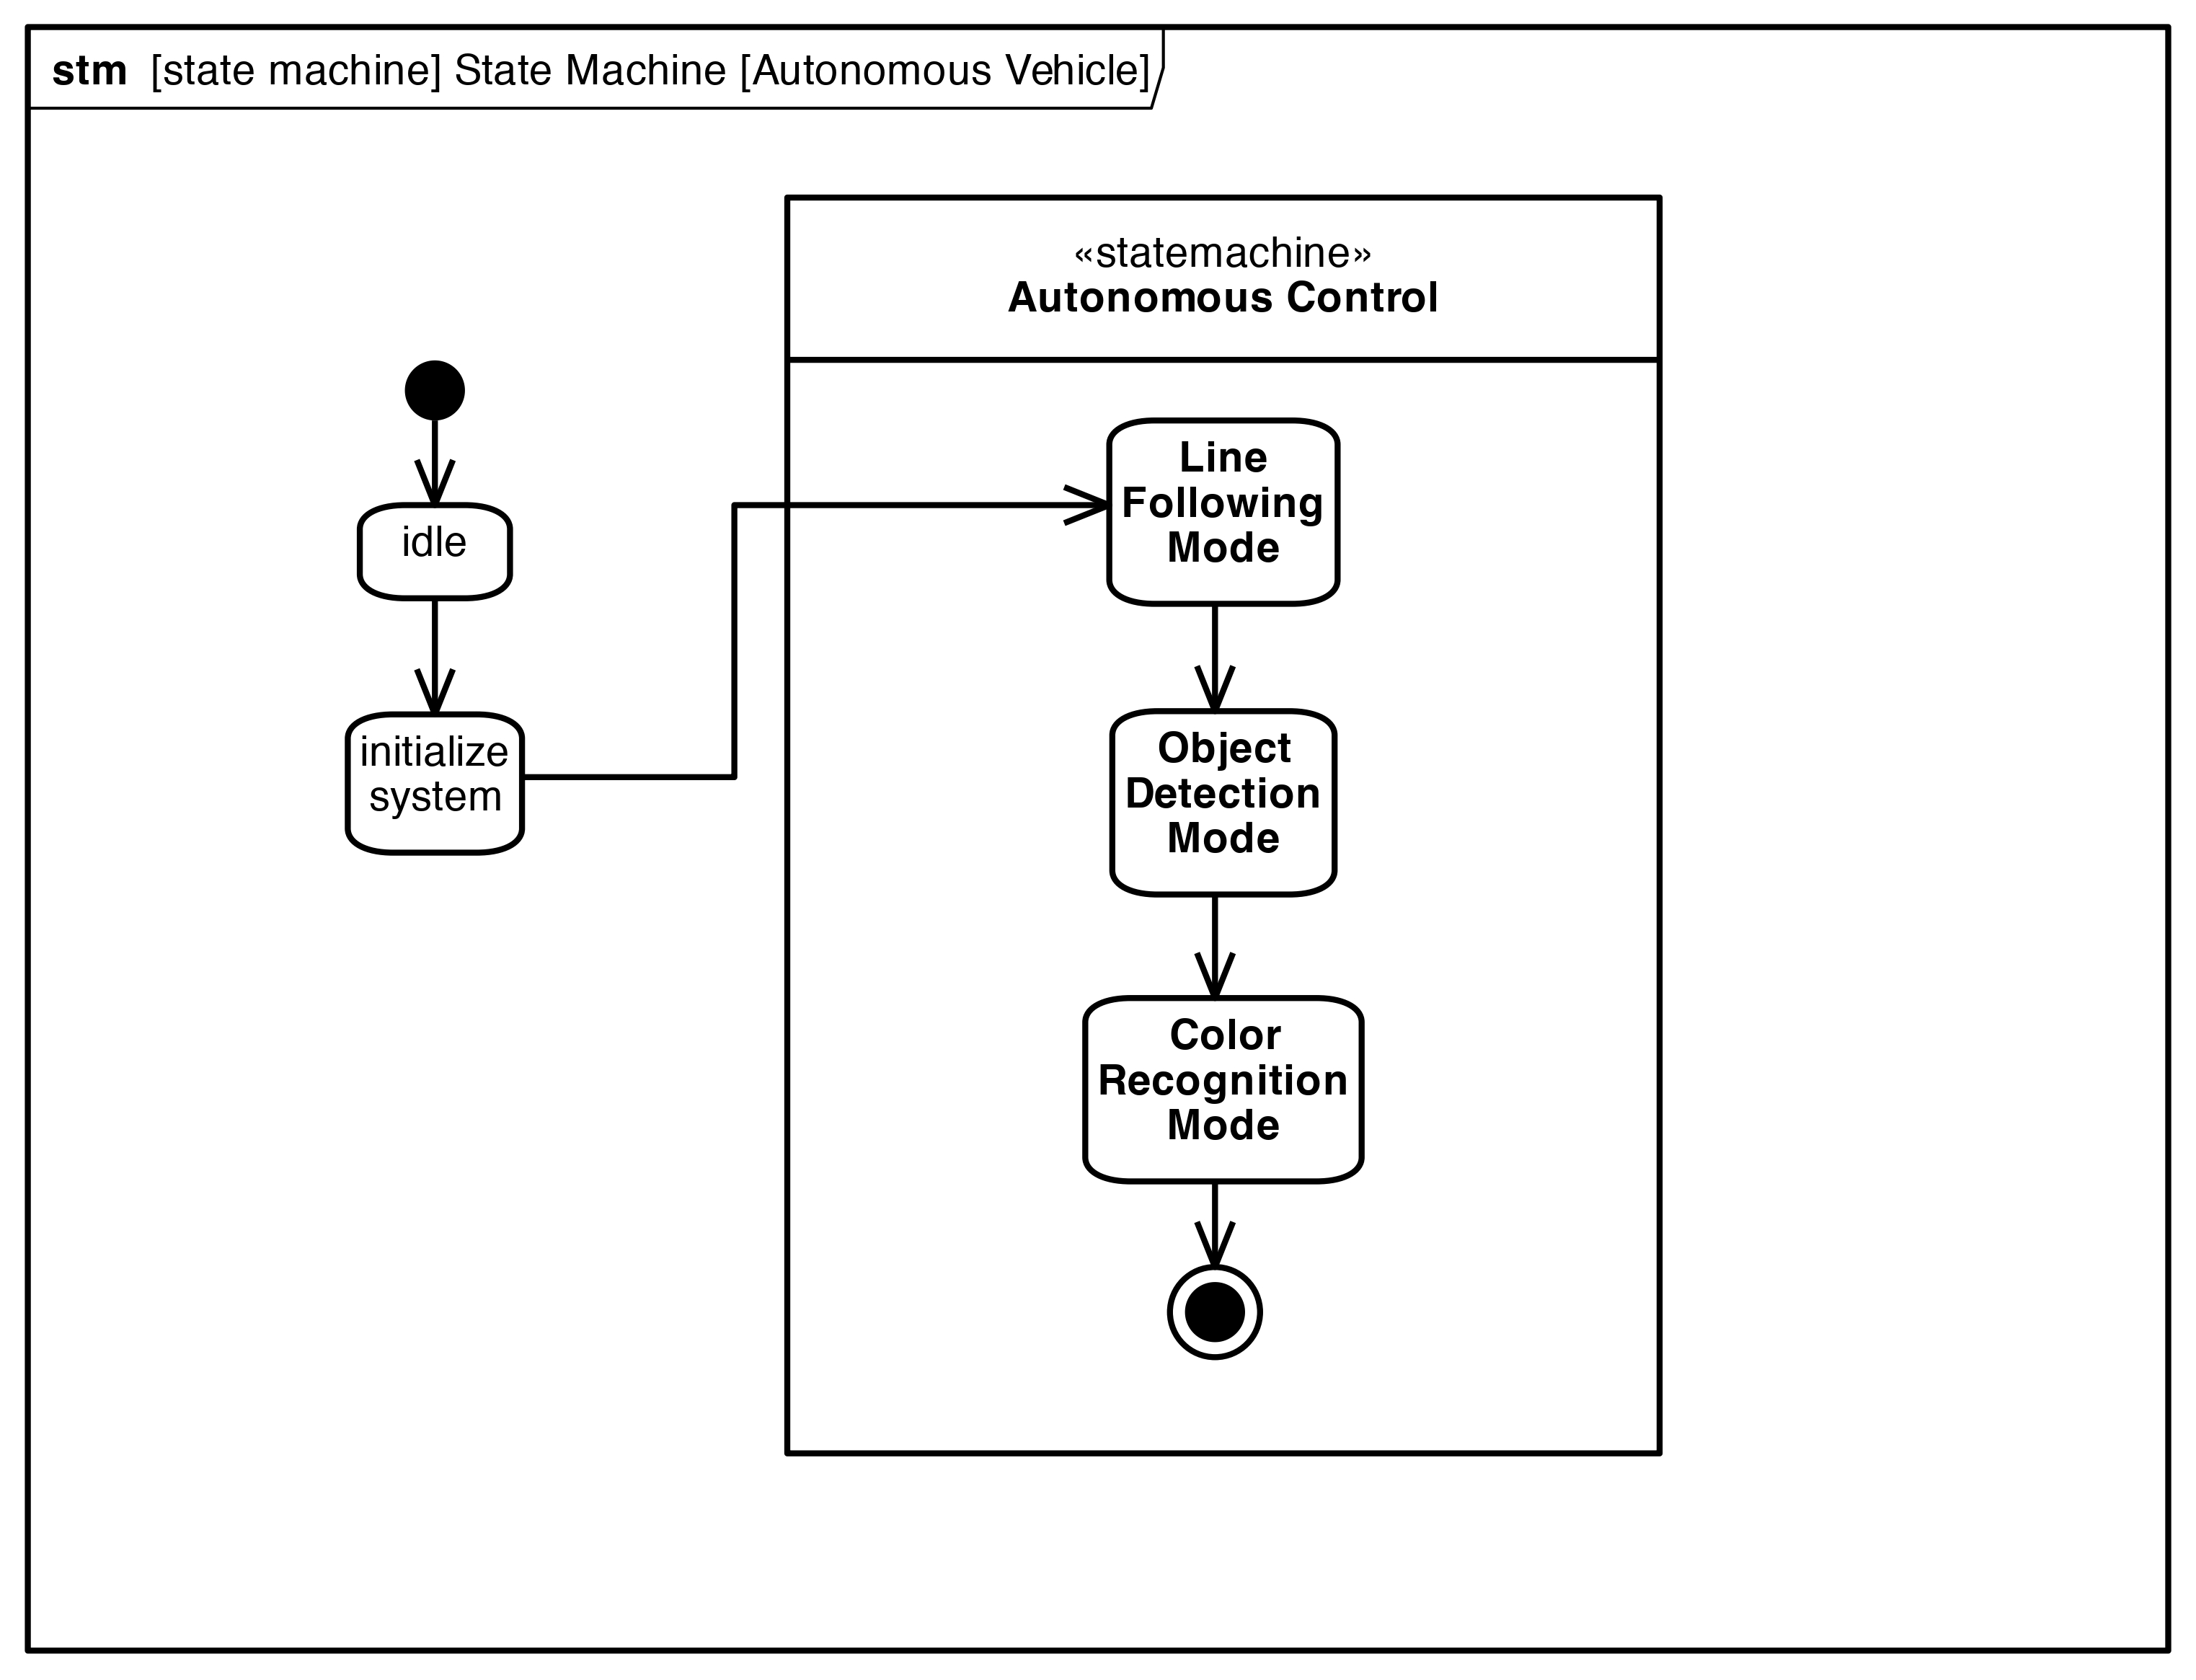 stm [state machine] State Machine [Autonomous Vehicle]
«statemachine»
Autonomous Control
idle
initialize
system
Line
Following
Mode
Object
Detection
Mode
Color
Recognition
Mode